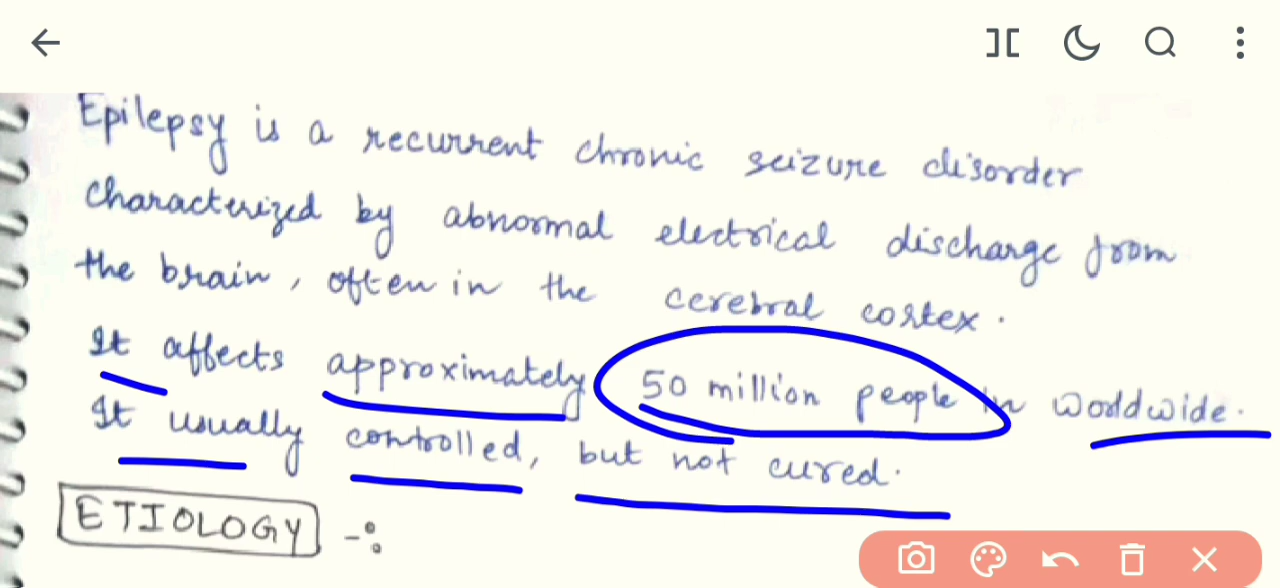 Epilepsy is a recurrent chronic seizure disorder
characterized by abnormal electrical discharge from
the brain, often in the cerebral cortex.
It affects approximately 50 million people in worldwide.
It usually controlled, but not cured.
ETIOLOGY -: